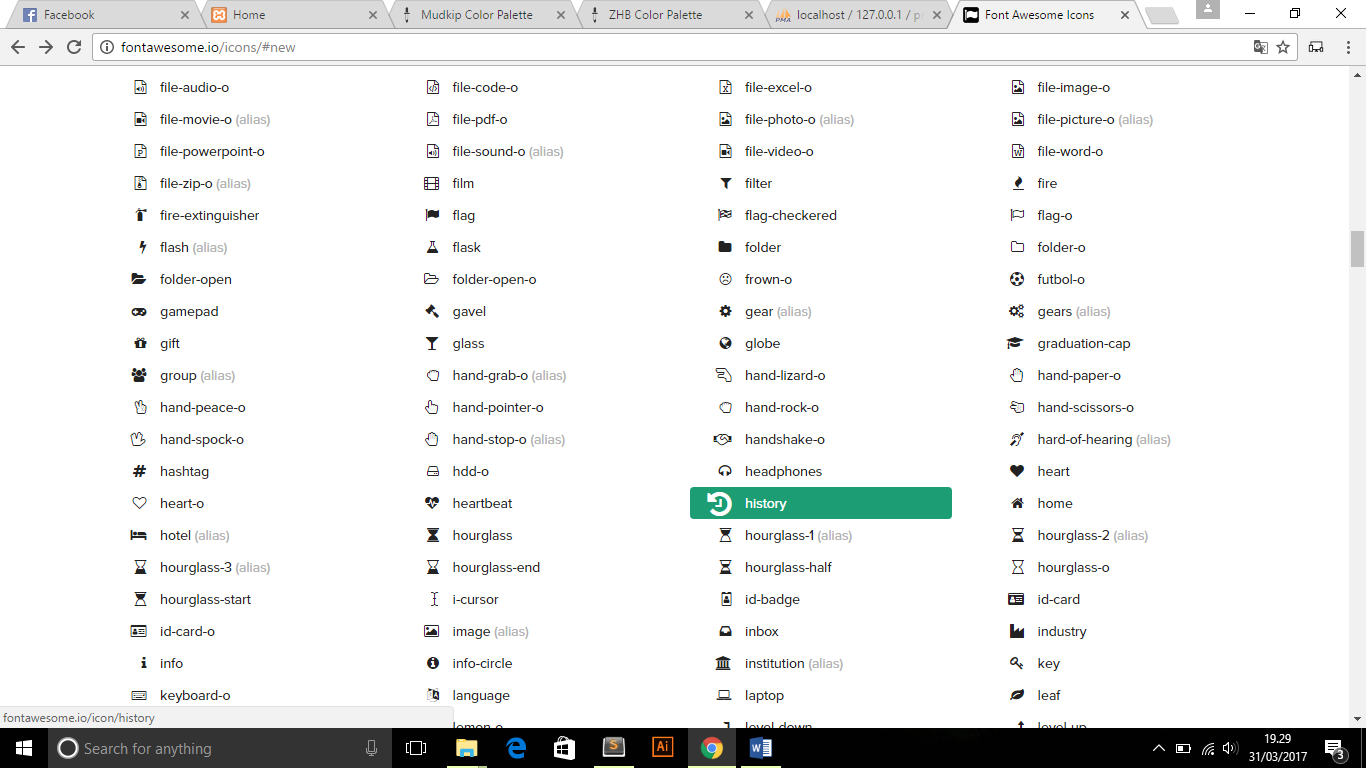 Facebook
Home
Mudkip Color Palette
ZHB Color Palette
localhost / 127.0.0.1 / p
Font Awesome Icons
fontawesome.io/icons/#new
file-audio-o file-code-o file-excel-o file-image-o
file-movie-o (alias) file-pdf-o file-photo-o (alias) file-picture-o (alias)
file-powerpoint-o file-sound-o (alias) file-video-o file-word-o
file-zip-o (alias) film filter fire
fire-extinguisher flag flag-checkered flag-o
flash (alias) flask folder folder-o
folder-open folder-open-o frown-o futbol-o
gamepad gavel gear (alias) gears (alias)
gift glass globe graduation-cap
group (alias) hand-grab-o (alias) hand-lizard-o hand-paper-o
hand-peace-o hand-pointer-o hand-rock-o hand-scissors-o
hand-spock-o hand-stop-o (alias) handshake-o hard-of-hearing (alias)
hashtag hdd-o headphones heart
heart-o heartbeat history home
hotel (alias) hourglass hourglass-1 (alias) hourglass-2 (alias)
hourglass-3 (alias) hourglass-end hourglass-half hourglass-o
hourglass-start i-cursor id-badge id-card
id-card-o image (alias) inbox industry
info info-circle institution (alias) key
keyboard-o language laptop leaf
lemon-o level-down level-up
fontawesome.io/icon/history
Search for anything
19.29
31/03/2017
3